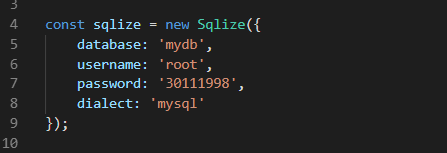 3
4 const sqlize = new Sqlize({
5 database: 'mydb',
6 username: 'root',
7 password: '30111998',
8 dialect: 'mysql'
9 });
10